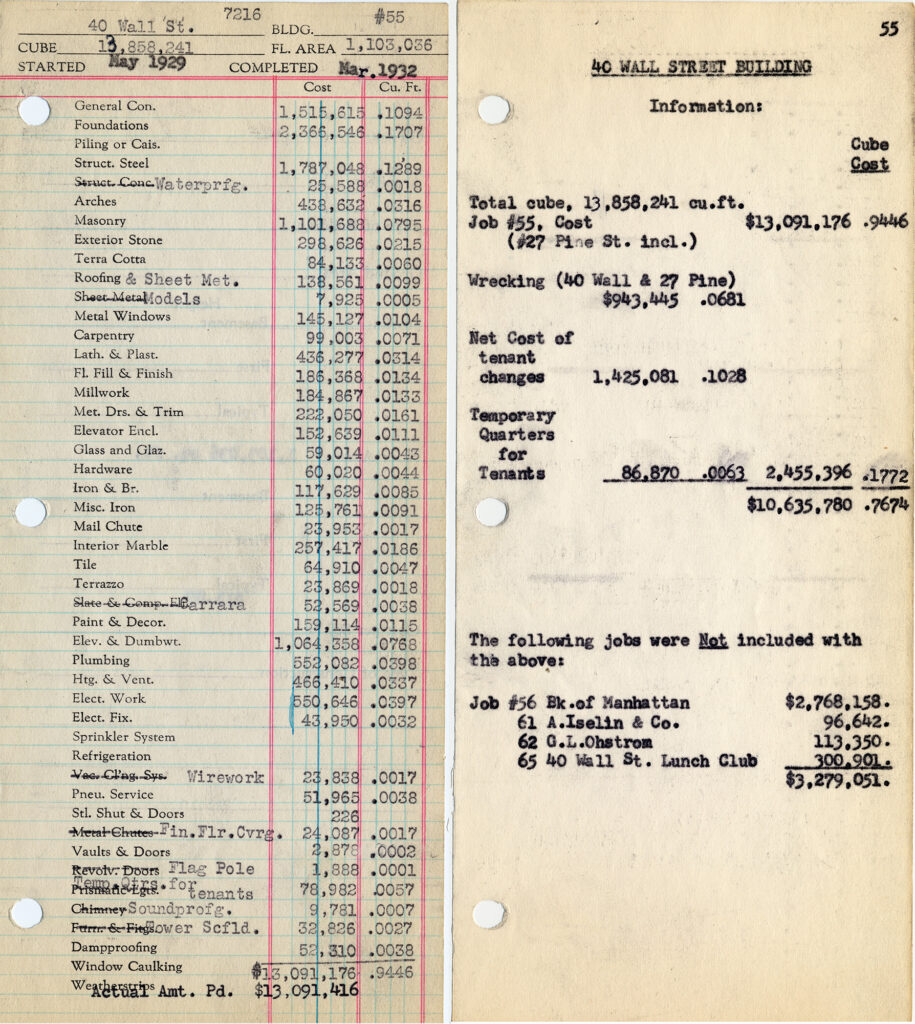 7216
40 Wall St. BLDG. #55
CUBE 13,858,241 FL. AREA 1,103,036
STARTED May 1929 COMPLETED Mar.1932
Cost Cu. Ft.
General Con. 1,515,615 .1094
Foundations 2,366,546 .1707
Piling or Cais.
Struct. Steel 1,787,048 .1289
Struct. Conc. Waterprfg. 25,588 .0018
Arches 438,632 .0316
Masonry 1,101,688 .0795
Exterior Stone 298,626 .0215
Terra Cotta 84,133 .0060
Roofing & Sheet Met. 138,561 .0099
Sheet Metal Models 7,925 .0005
Metal Windows 145,127 .0104
Carpentry 99,003 .0071
Lath. & Plast. 436,277 .0314
Fl. Fill & Finish 186,368 .0134
Millwork 184,867 .0133
Met. Drs. & Trim 222,050 .0161
Elevator Encl. 152,639 .0111
Glass and Glaz. 59,014 .0043
Hardware 60,020 .0044
Iron & Br. 117,629 .0085
Misc. Iron 125,761 .0091
Mail Chute 23,953 .0017
Interior Marble 257,417 .0186
Tile 64,910 .0047
Terrazzo 23,869 .0018
Slate & Comp. Fl. Carrara 52,569 .0038
Paint & Decor. 159,114 .0115
Elev. & Dumbwt. 1,064,358 .0768
Plumbing 552,082 .0398
Htg. & Vent. 466,410 .0337
Elect. Work 550,646 .0397
Elect. Fix. 43,950 .0032
Sprinkler System
Refrigeration
Vac. Cl'ng. Sys. Wirework 23,838 .0017
Pneu. Service 51,965 .0038
Stl. Shut & Doors 226
Metal Chutes Fin.Flr.Cvrg. 24,087 .0017
Vaults & Doors 2,878 .0002
Revolv. Doors Flag Pole 1,888 .0001
Temp.Qtrs.for
Prismatic Lgts. tenants 78,982 .0057
Chimney Soundprofg. 9,781 .0007
Furn. & Fittgs. Tower Scfld. 32,826 .0027
Dampproofing 52,310 .0038
Window Caulking $13,091,176 .9446
Weatherstrips
Actual Amt. Pd. $13,091,416
55
40 WALL STREET BUILDING
Information:
Cube
Cost
Total cube, 13,858,241 cu.ft.
Job #55, Cost $13,091,176 .9446
(#27 Pine St. incl.)
Wrecking (40 Wall & 27 Pine)
$943,445 .0681
Net Cost of
tenant
changes 1,425,081 .1028
Temporary
Quarters
for
Tenants 86,870 .0063 2,455,396 .1772
$10,635,780 .7674
The following jobs were Not included with
the above:
Job #56 Bk.of Manhattan $2,768,158.
61 A.Iselin & Co. 96,642.
62 G.L.Ohstrom 113,350.
65 40 Wall St. Lunch Club 300,901.
$3,279,051.